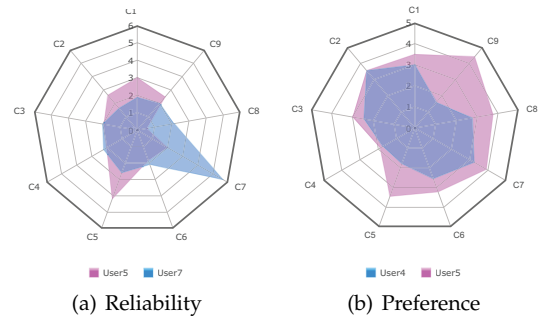 C1
6
5
4
3
2
1
0
C2
C9
C3
C8
C4
C7
C5
C6
User5 User7
(a) Reliability
C1
5
4
3
2
1
0
C2
C9
C3
C8
C4
C7
C5
C6
User4 User5
(b) Preference